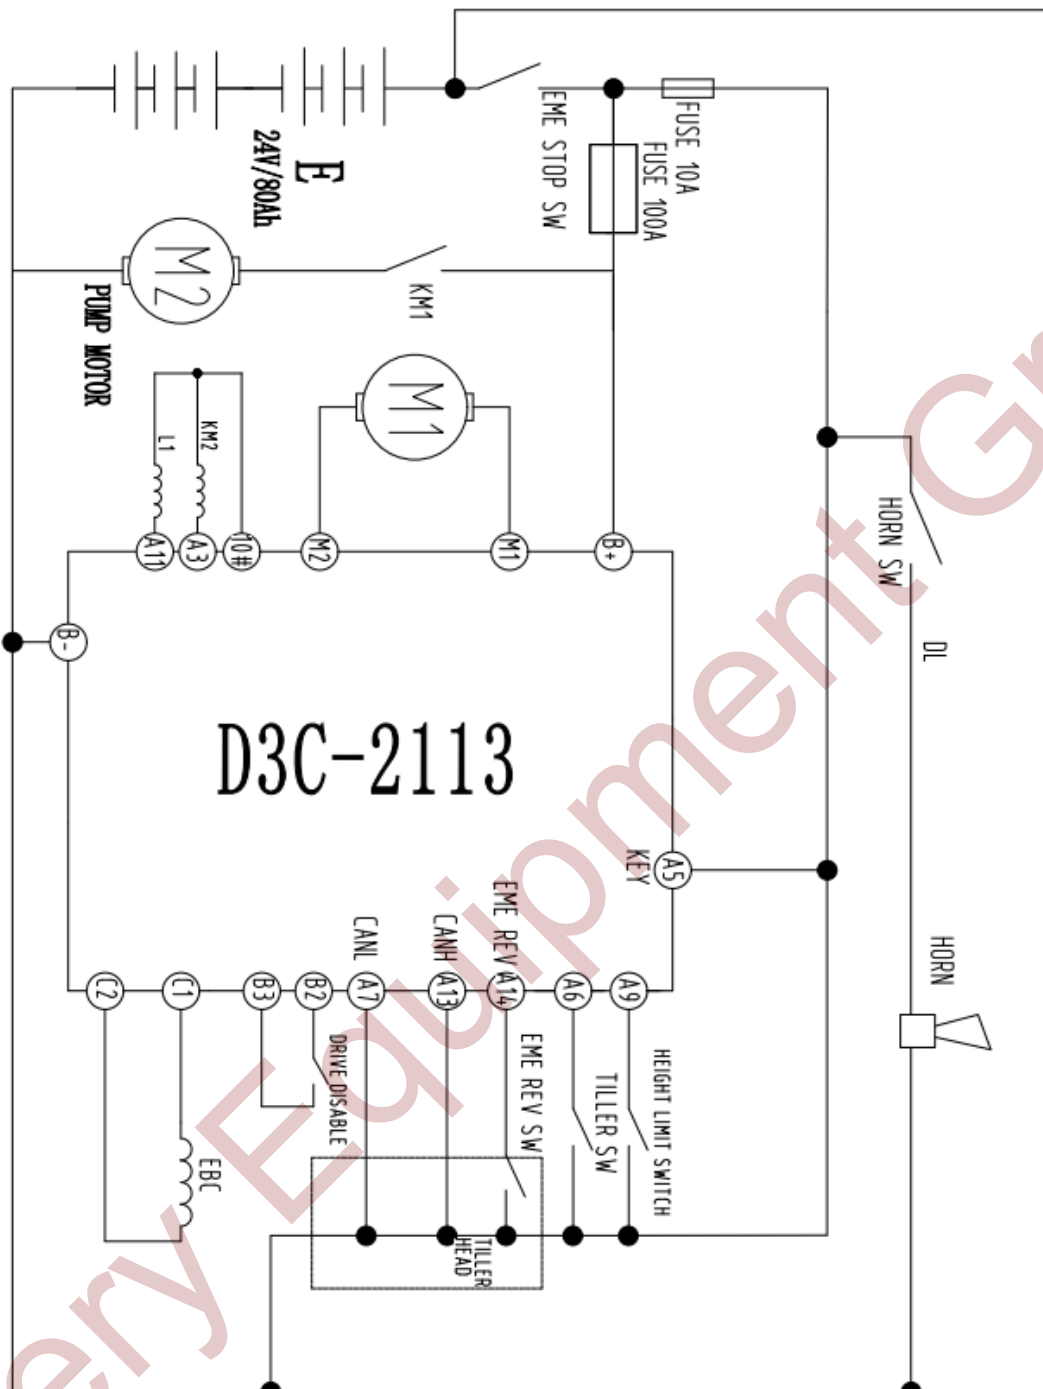 FUSE 10A
FUSE 100A
EME STOP SW
E
24V/80Ah
M2
PUMP MOTOR
KM1
M1
KM2
L1
HORN SW
A11
A3
10#
M2
M1
B+
B-
DL
D3C-2113
A5
KEY
HORN
CANL
CANH
EME REV
C2
C1
B3
B2
A7
A13
A14
A6
A9
DRIVE DISABLE
EME REV SW
TILLER SW
HEIGHT LIMIT SWITCH
EBC
TILLER
HEAD
ery Equipment Gr